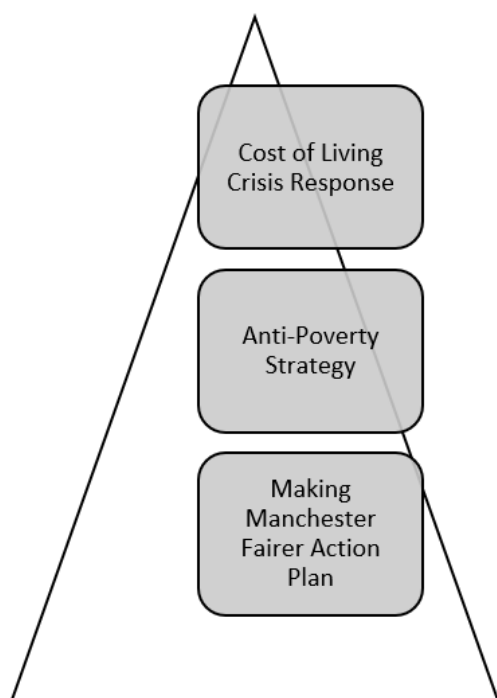 Cost of Living
Crisis Response
Anti-Poverty
Strategy
Making
Manchester
Fairer Action
Plan